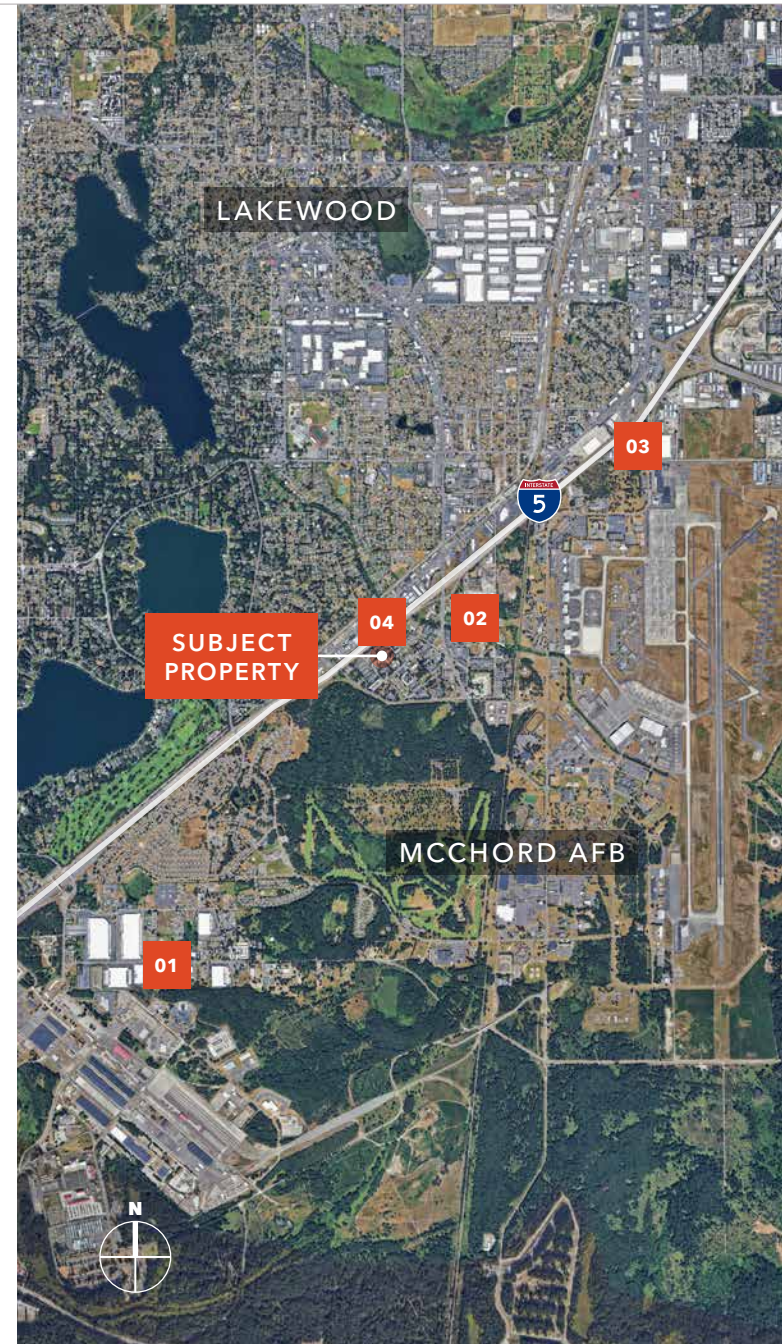 LAKEWOOD
03
INTERSTATE
5
04
02
SUBJECT
PROPERTY
MCCHORD AFB
01
N